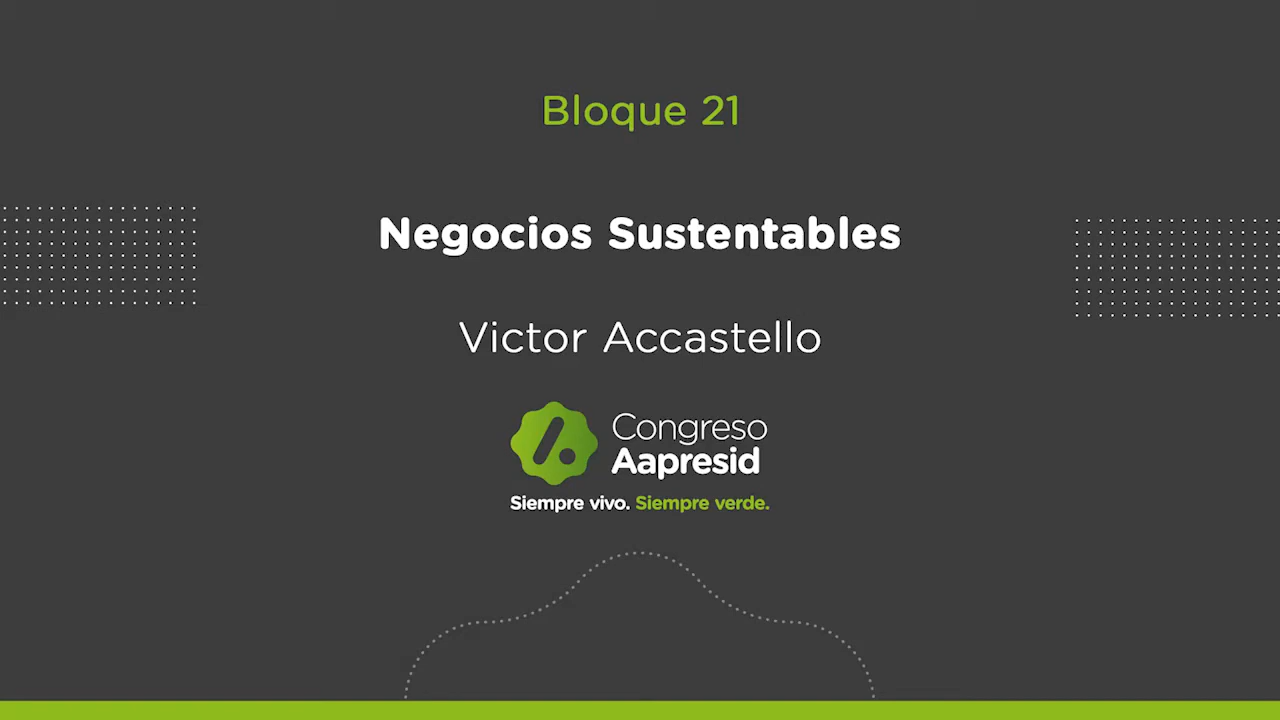 Bloque 21
Negocios Sustentables
Victor Accastello
Congreso
Aapresid
Siempre vivo. Siempre verde.